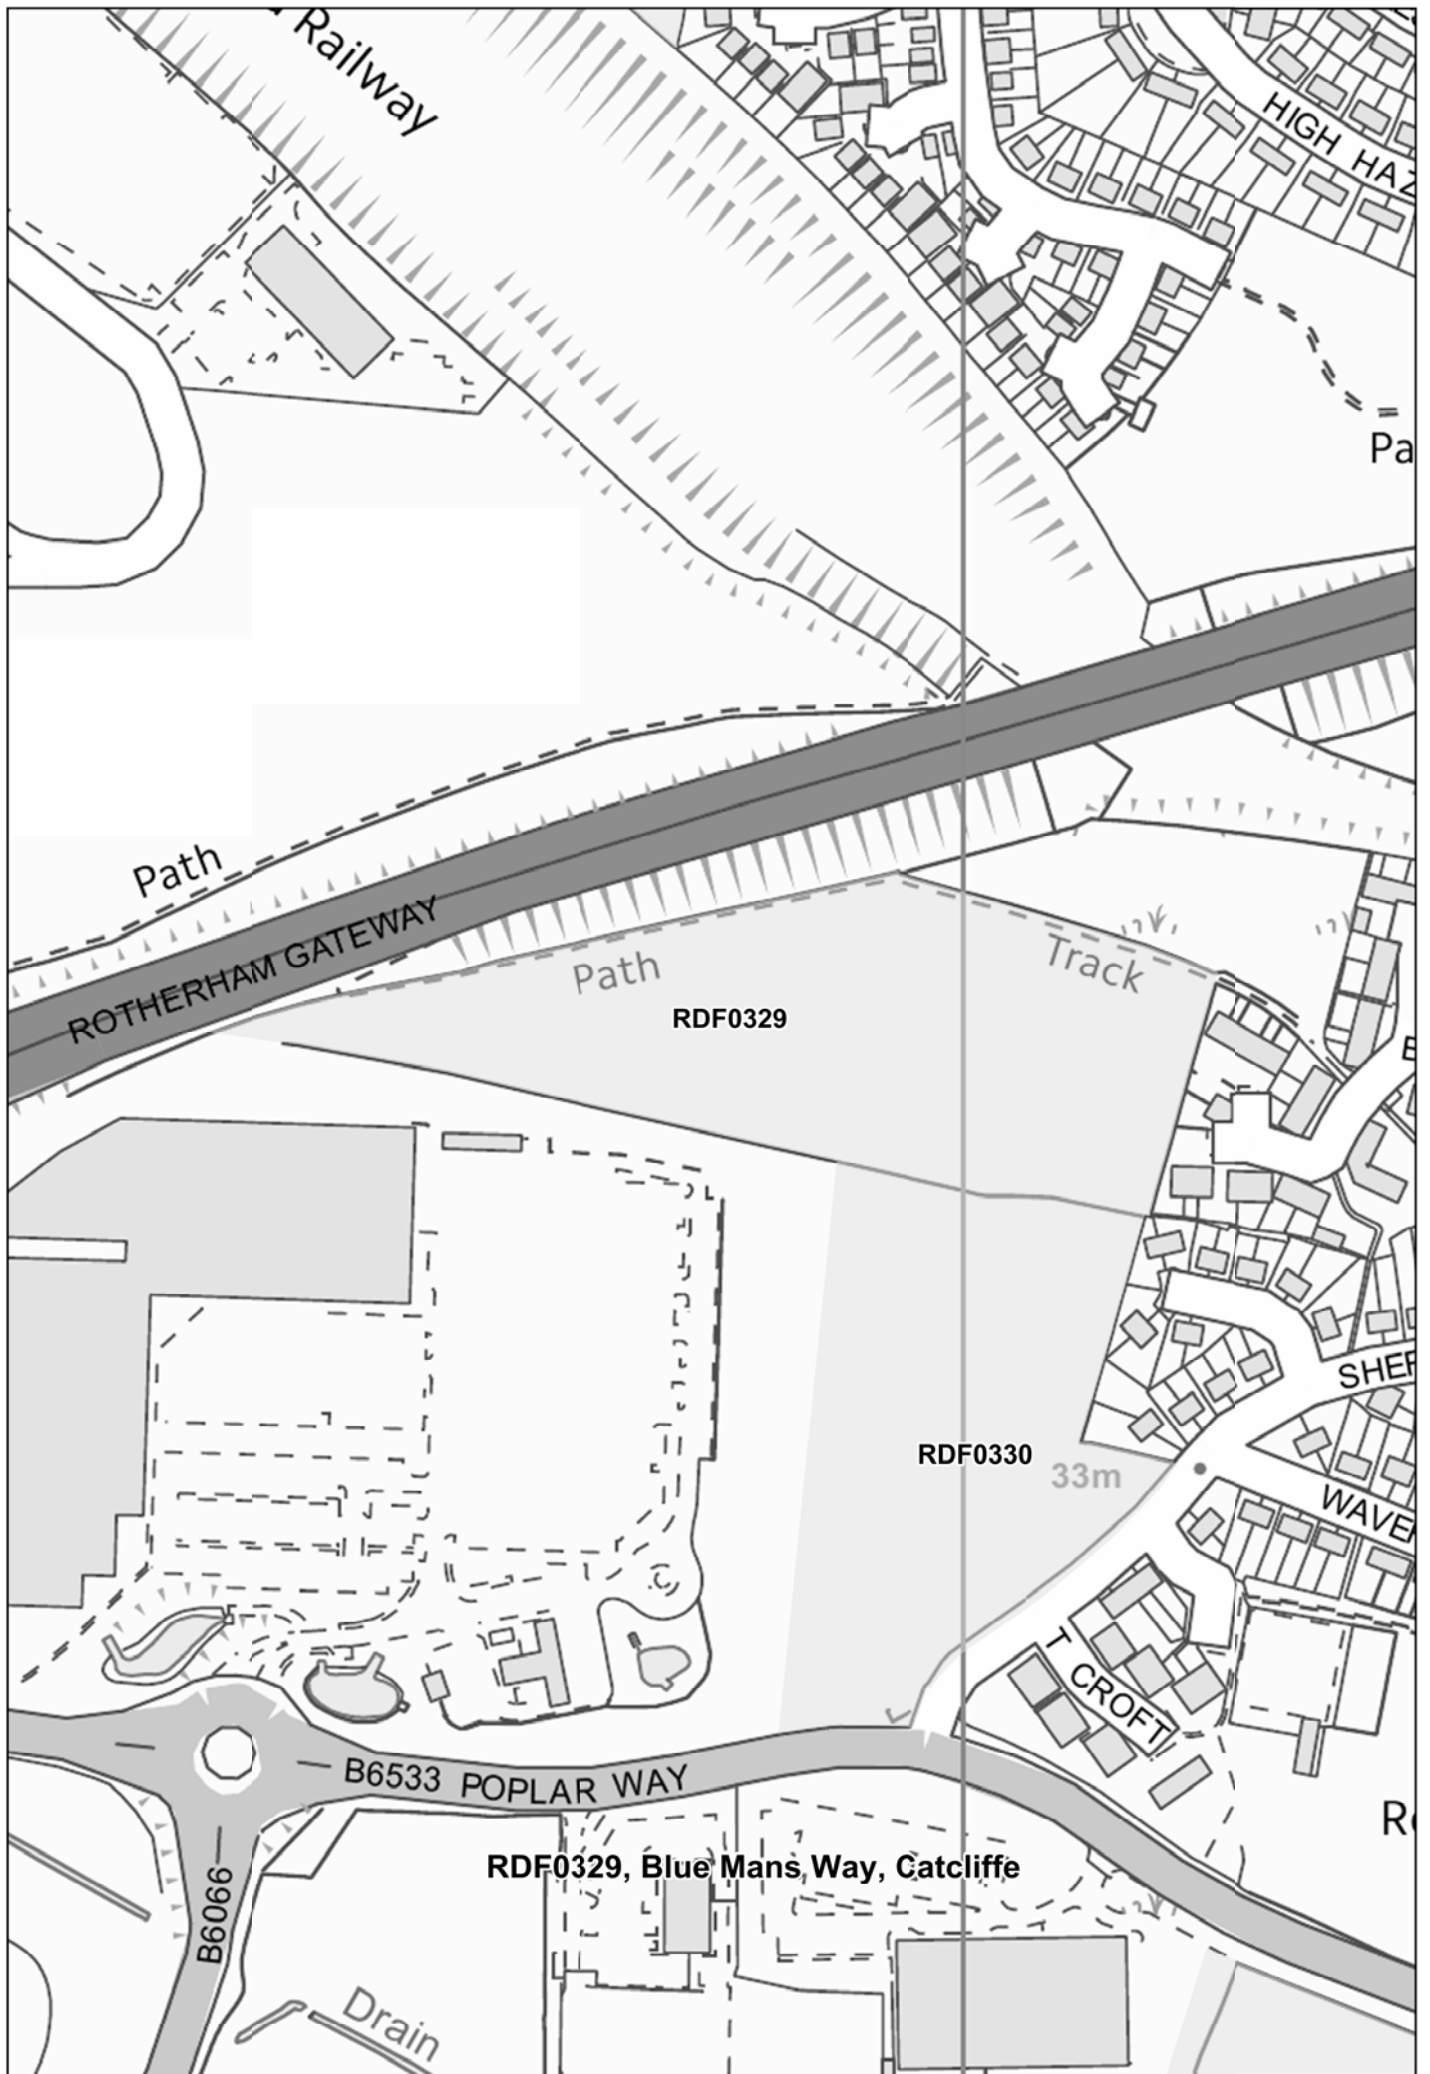 Railway
HIGH HAZ
Pa
Path
ROTHERHAM GATEWAY
Path
Track
RDF0329
SHEF
RDF0330
33m
WAVE
T CROFT
B6533 POPLAR WAY
RDF0329, Blue Mans Way, Catcliffe
B6066
Drain